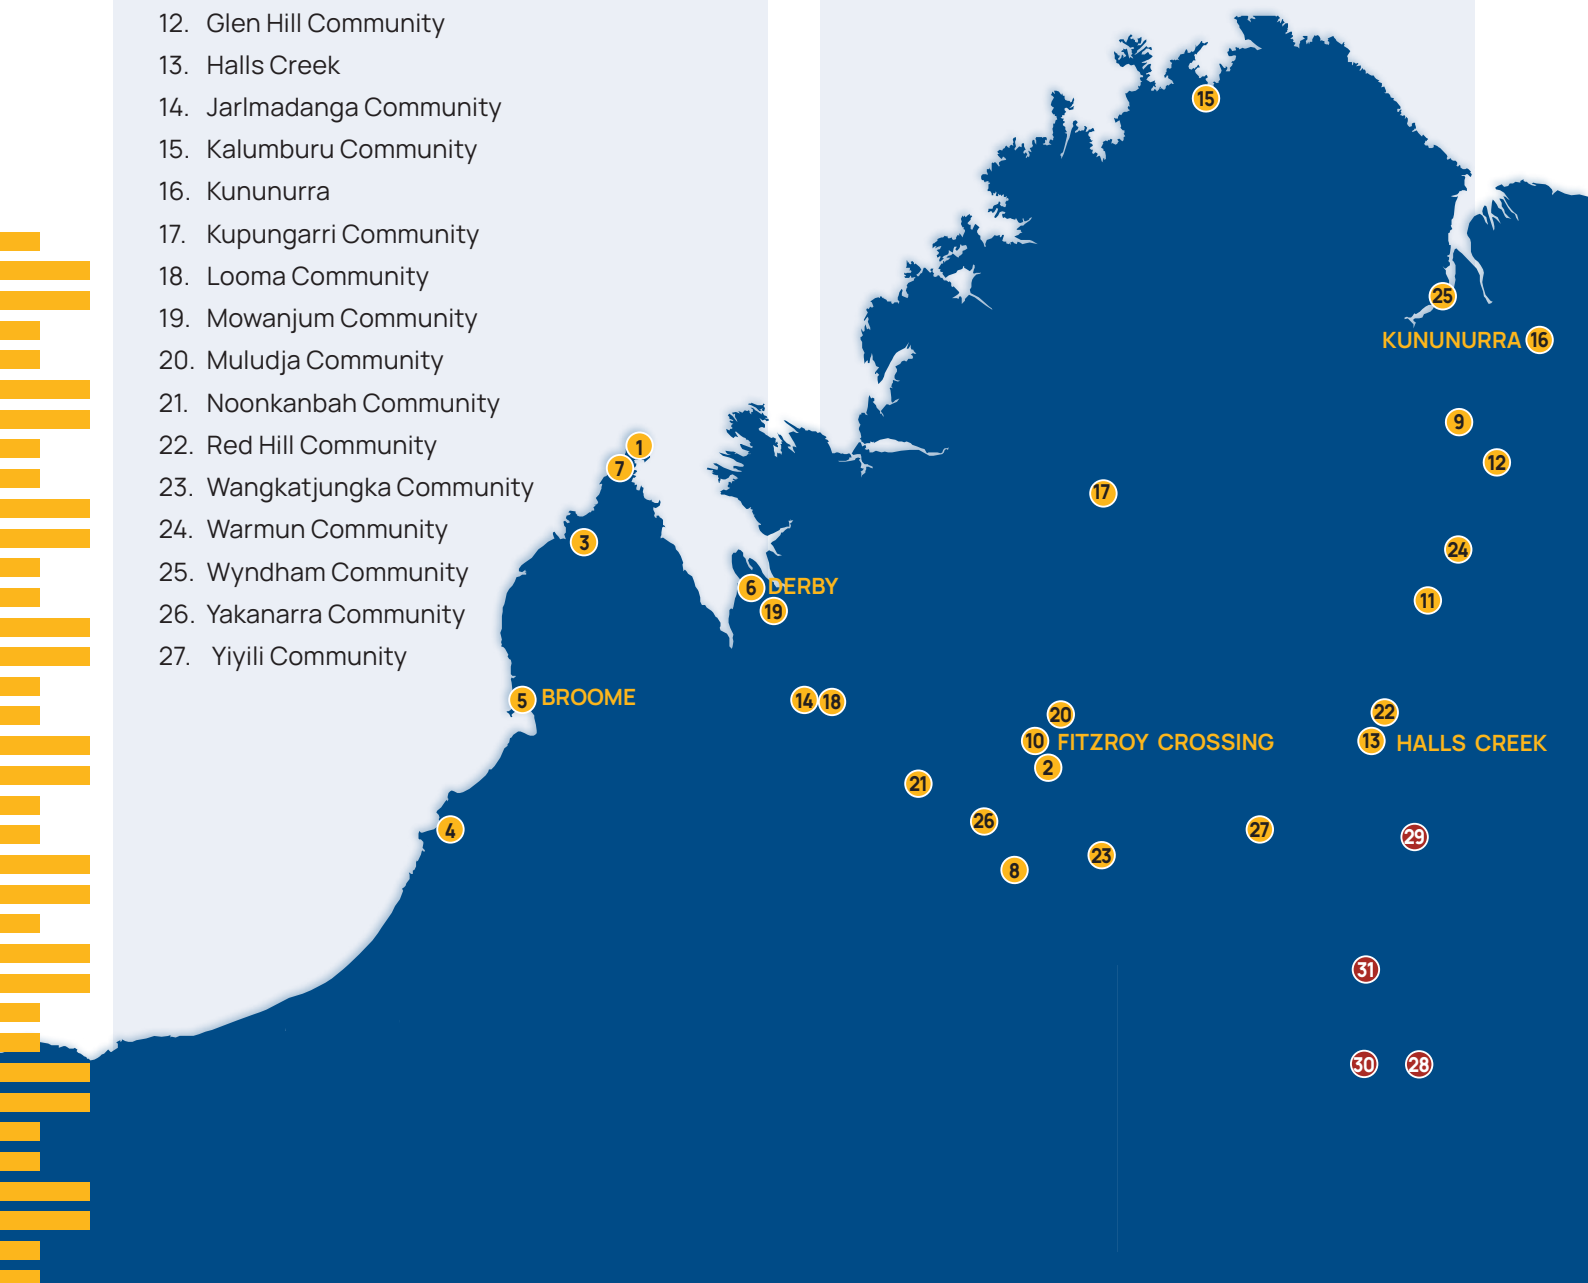 12. Glen Hill Community
13. Halls Creek
14. Jarlmadanga Community
15. Kalumburu Community
16. Kununurra
17. Kupungarri Community
18. Looma Community
19. Mowanjum Community
20. Muludja Community
21. Noonkanbah Community
22. Red Hill Community
23. Wangkatjungka Community
24. Warmun Community
25. Wyndham Community
26. Yakanarra Community
27. Yiyili Community
15
25
KUNUNURRA 16
9
12
1
7
17
3
24
6 DERBY
19
11
5 BROOME
14 18
20
22
10 FITZROY CROSSING
13 HALLS CREEK
2
21
26
4
27
29
23
8
31
30
28